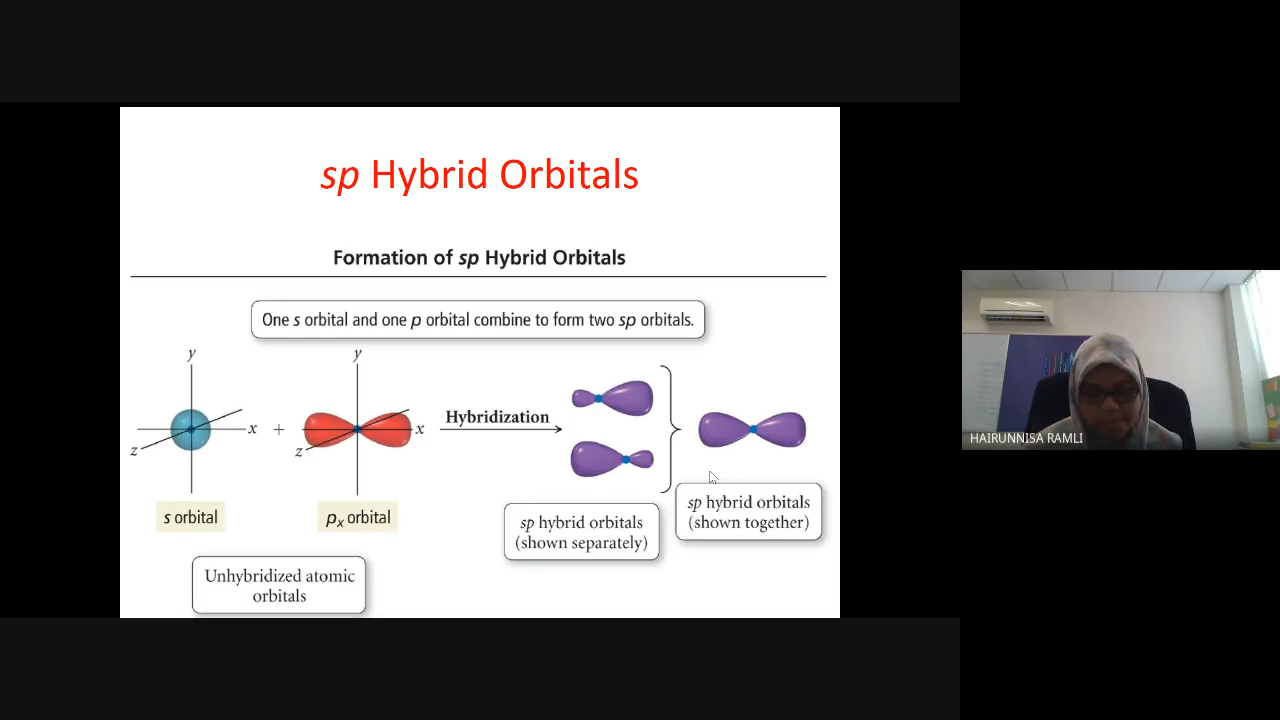 sp Hybrid Orbitals
Formation of sp Hybrid Orbitals
One s orbital and one p orbital combine to form two sp orbitals.
y
x
z
s orbital
+
y
x
z
px orbital
Unhybridized atomic
orbitals
Hybridization
sp hybrid orbitals
(shown separately)
sp hybrid orbitals
(shown together)
HAIRUNNISA RAMLI